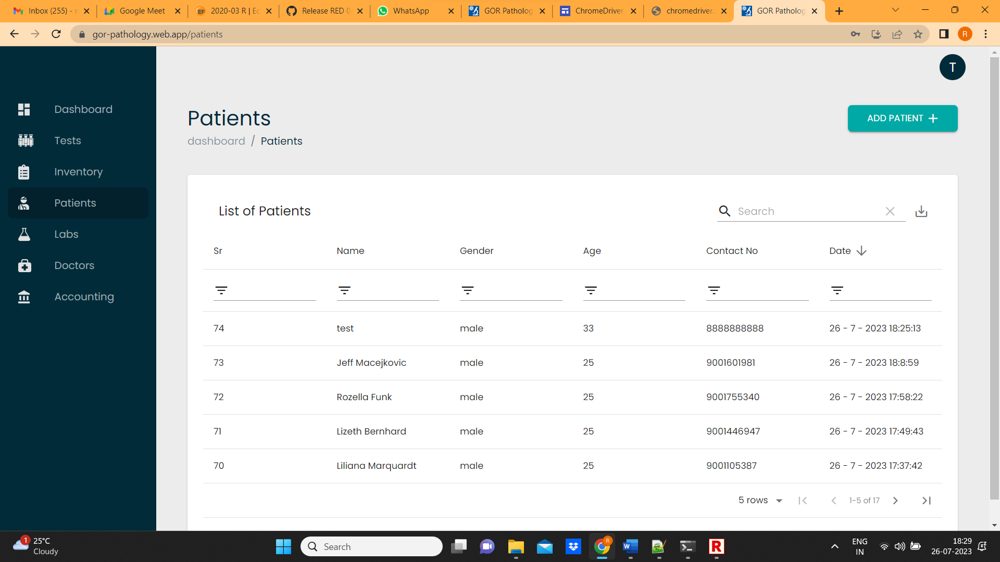 Inbox (255) - Google Meet 2020-03 R | Ec Release RED 0 WhatsApp GOR Patholog ChromeDriver chromedriver. GOR Patholog
gor-pathology.web.app/patients R
T
Dashboard
Tests
Inventory
Patients
Labs
Doctors
Accounting
Patients
dashboard / Patients
ADD PATIENT +
List of Patients
Search
Sr Name Gender Age Contact No Date
74 test male 33 8888888888 26 - 7 - 2023 18:25:13
73 Jeff Macejkovic male 25 9001601981 26 - 7 - 2023 18:8:59
72 Rozella Funk male 25 9001755340 26 - 7 - 2023 17:58:22
71 Lizeth Bernhard male 25 9001446947 26 - 7 - 2023 17:49:43
70 Liliana Marquardt male 25 9001105387 26 - 7 - 2023 17:37:42
5 rows 1-5 of 17
1 25°C
Cloudy
Search
R
W
R
ENG
IN
18:29
26-07-2023